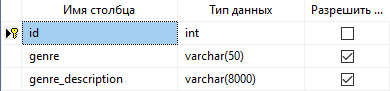 Имя столбца Тип данных Разрешить ...
id int
genre varchar(50)
genre_description varchar(8000)